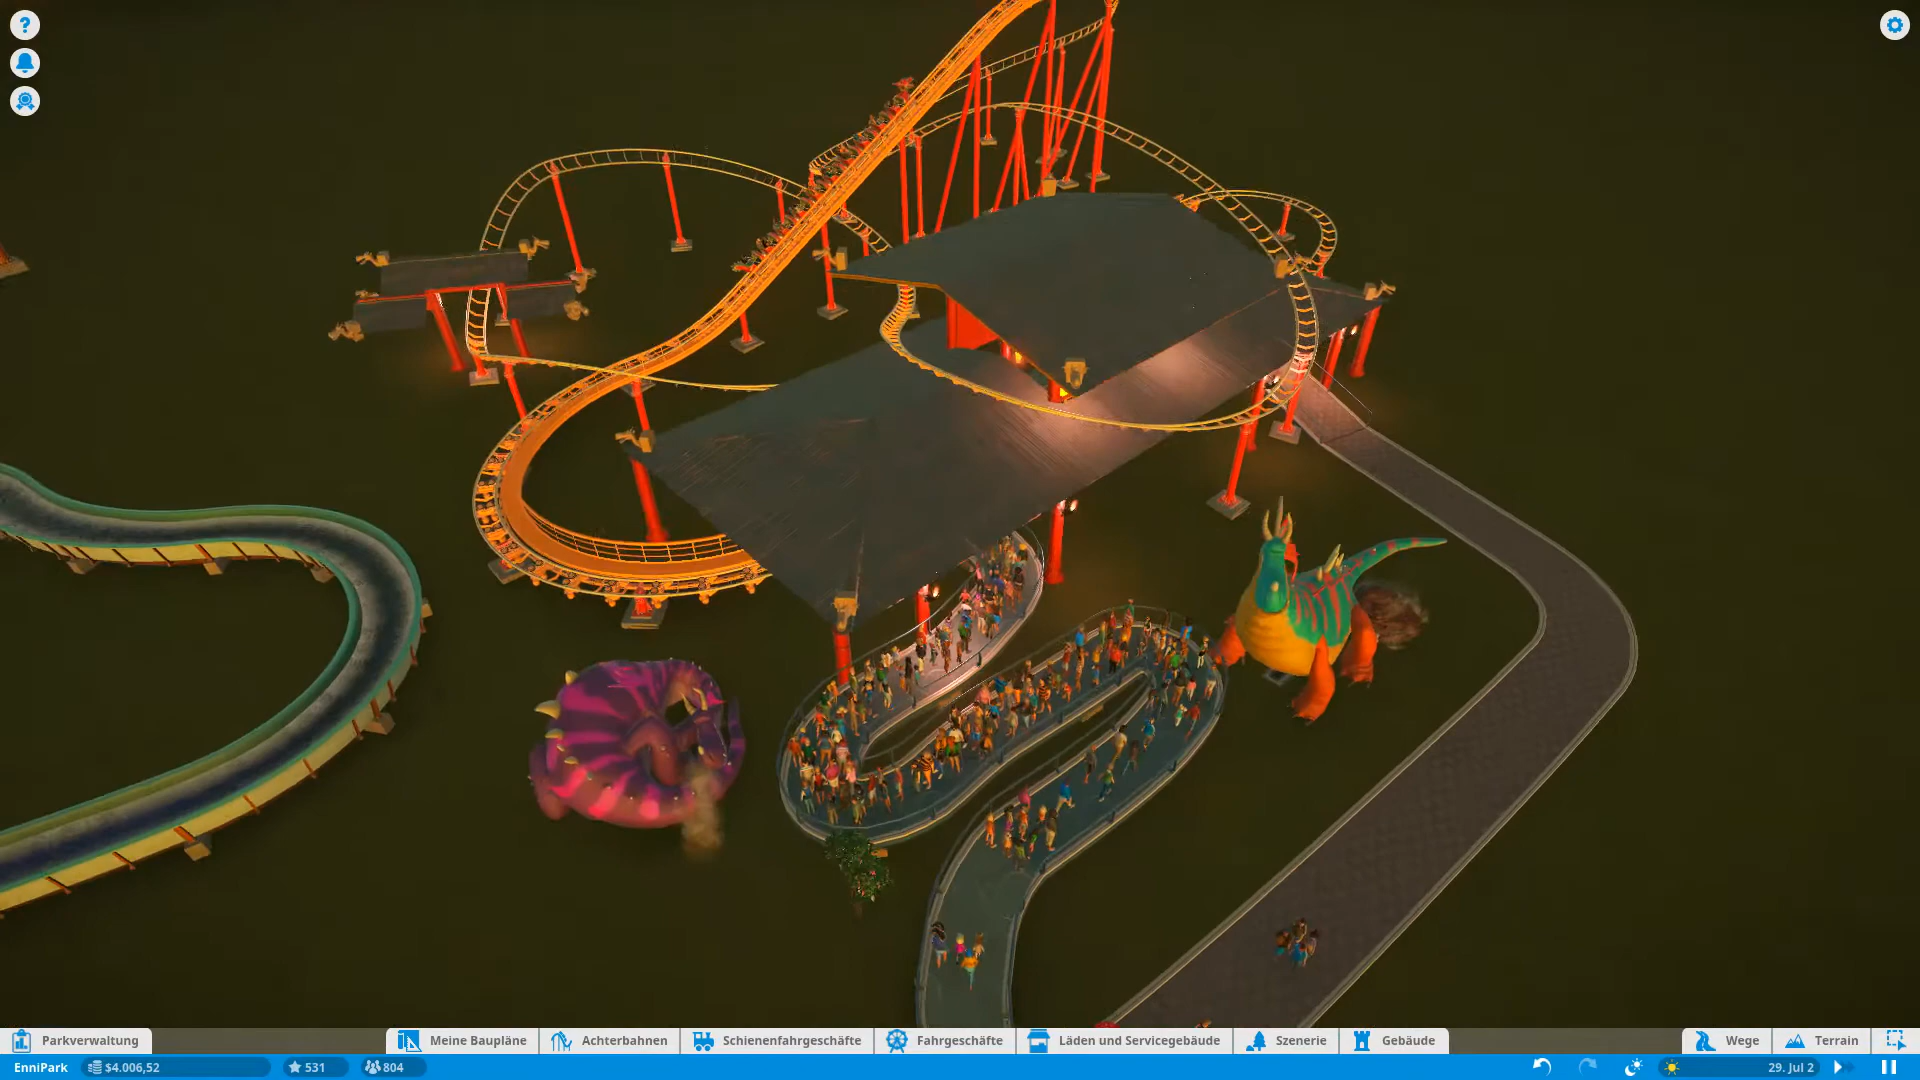 ?
Parkverwaltung
Meine Baupläne
Achterbahnen
Schienenfahrgeschäfte
Fahrgeschäfte
Läden und Servicegebäude
Szenerie
Gebäude
Wege
Terrain
EnniPark
$4.006,52
531
804
29. Jul 2